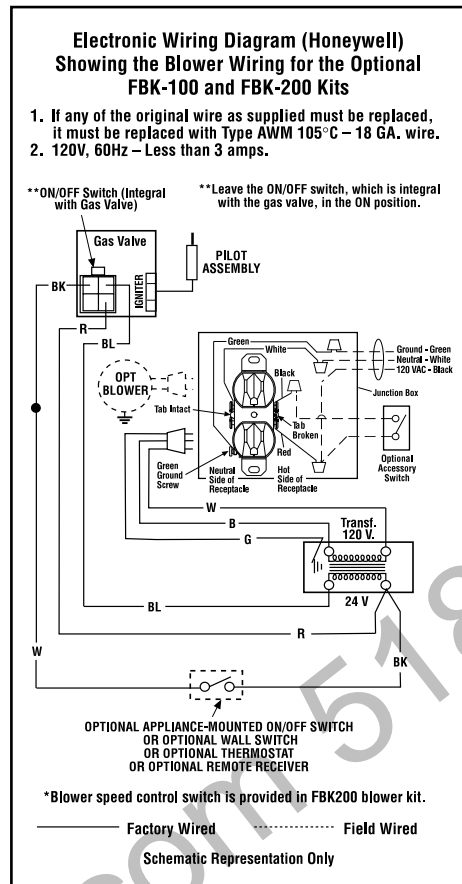 Electronic Wiring Diagram (Honeywell)
Showing the Blower Wiring for the Optional
FBK-100 and FBK-200 Kits
1. If any of the original wire as supplied must be replaced,
it must be replaced with Type AWM 105°C – 18 GA. wire.
2. 120V, 60Hz – Less than 3 amps.
**ON/OFF Switch (Integral
with Gas Valve)
**Leave the ON/OFF switch, which is integral
with the gas valve, in the ON position.
Gas Valve
IGNITER
PILOT
ASSEMBLY
BK
R
BL
Green
White
Black
Ground - Green
Neutral - White
120 VAC - Black
Junction Box
OPT
BLOWER
Tab Intact
Tab
Broken
Red
Optional
Accessory
Switch
Green
Ground
Screw
Neutral
Side of
Receptacle
Hot
Side of
Receptacle
W
B
G
Transf.
120 V.
24 V
BL
R
W
BK
OPTIONAL APPLIANCE-MOUNTED ON/OFF SWITCH
OR OPTIONAL WALL SWITCH
OR OPTIONAL THERMOSTAT
OR OPTIONAL REMOTE RECEIVER
*Blower speed control switch is provided in FBK200 blower kit.
Factory Wired
Field Wired
Schematic Representation Only
com 518